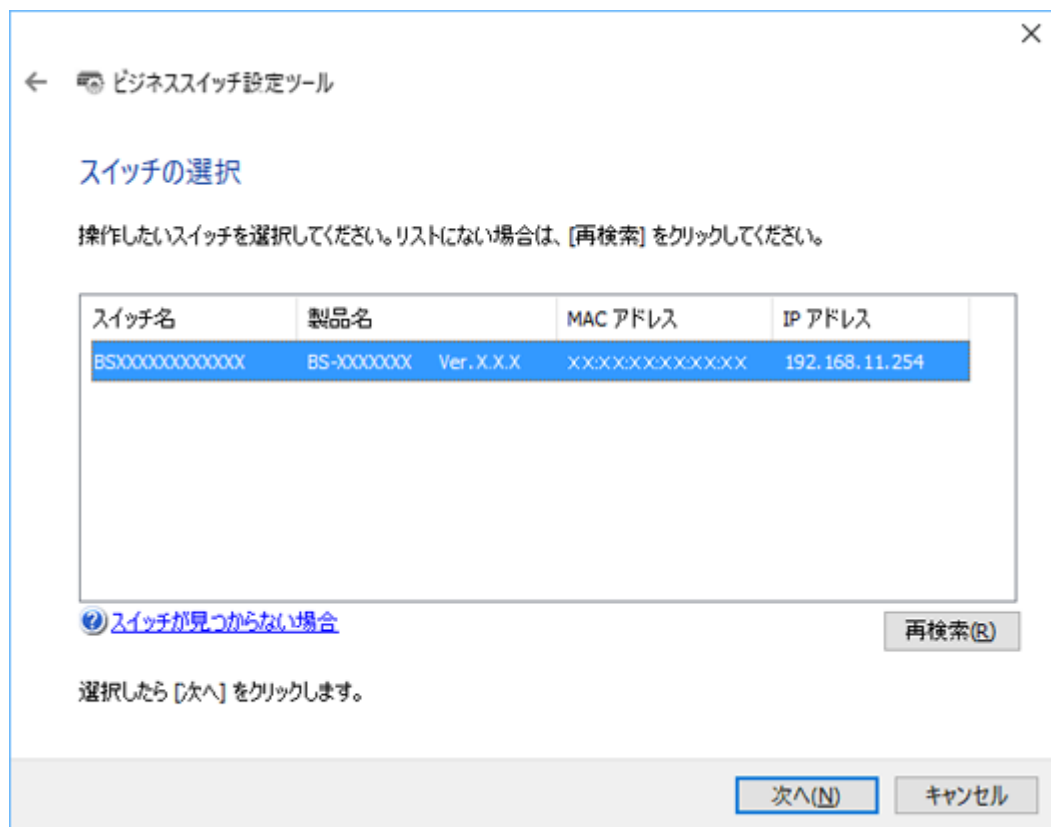 ビジネススイッチ設定ツール
スイッチの選択
操作したいスイッチを選択してください。リストにない場合は、[再検索] をクリックしてください。
スイッチ名 製品名 MAC アドレス IP アドレス
BSXXXXXXXXXXXX BS-XXXXXXX Ver.X.X.X XX:XX:XX:XX:XX:XX 192.168.11.254
スイッチが見つからない場合
再検索(R)
選択したら [次へ] をクリックします。
次へ(N) キャンセル